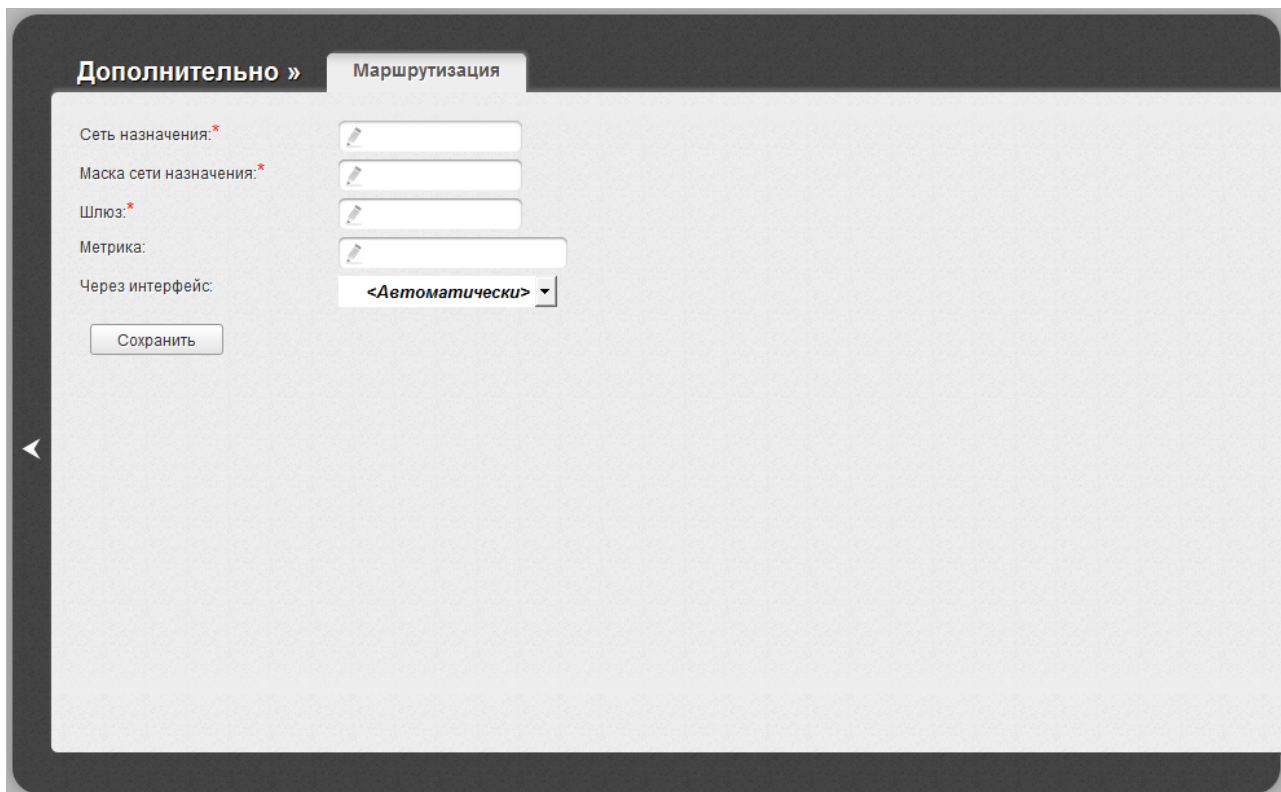 Дополнительно »
Маршрутизация
Сеть назначения:*
Маска сети назначения:*
Шлюз:*
Метрика:
Через интерфейс:
<Автоматически>
Сохранить